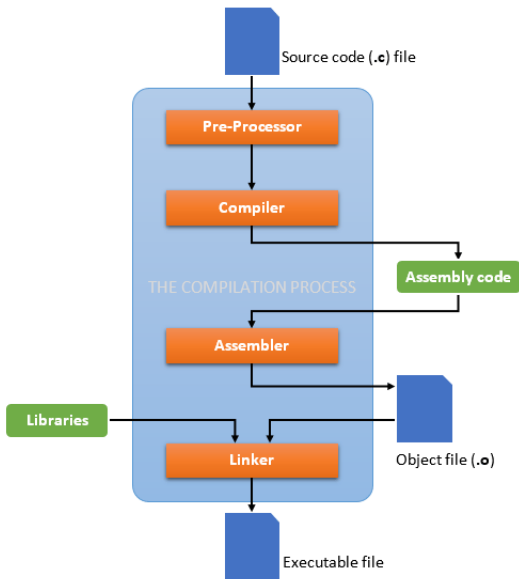 Source code (.c) file
Pre-Processor
Compiler
Assembly code
THE COMPILATION PROCESS
Assembler
Libraries
Linker
Object file (.o)
Executable file